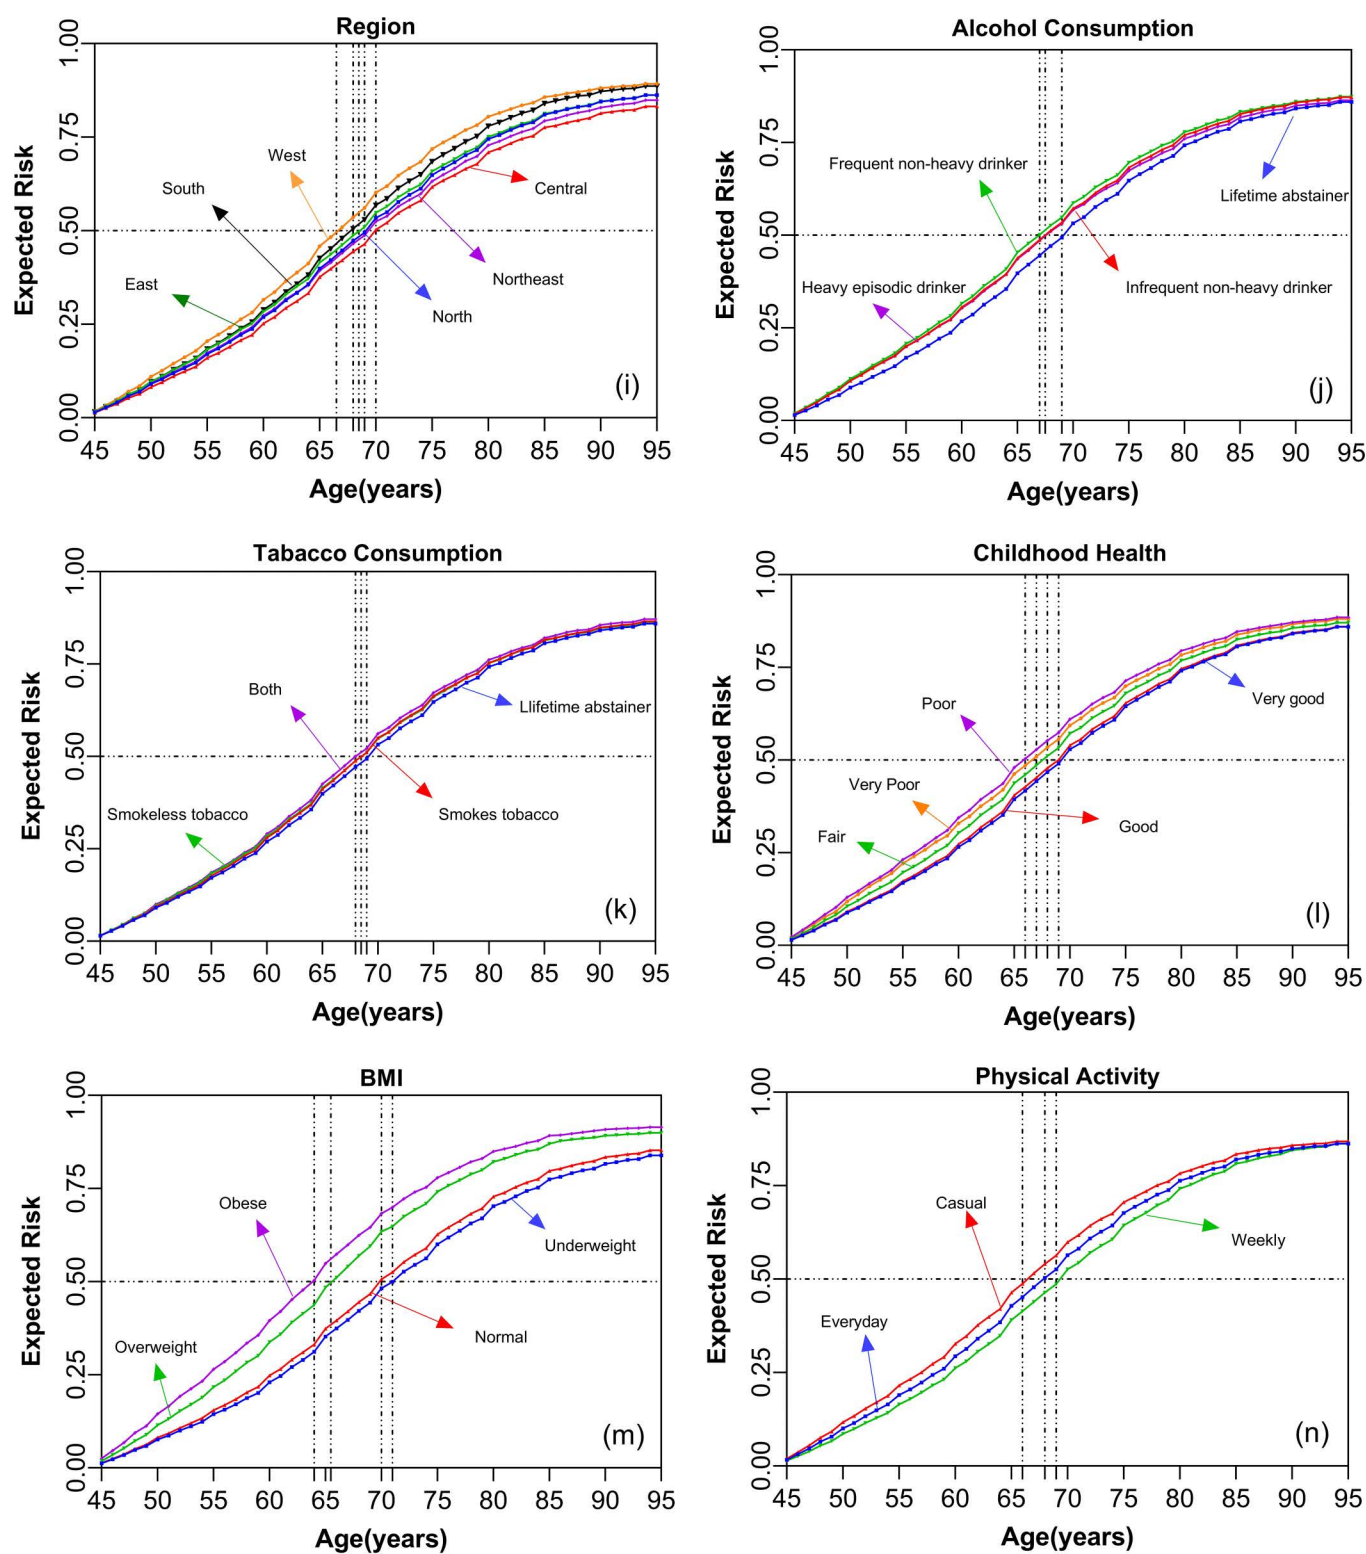 Region
Expected Risk
1.00
0.75
0.50
0.25
0.00
West
South
East
Central
Northeast
North
(i)
45 50 55 60 65 70 75 80 85 90 95
Age(years)
Alcohol Consumption
Expected Risk
1.00
0.75
0.50
0.25
0.00
Frequent non-heavy drinker
Lifetime abstainer
Heavy episodic drinker
Infrequent non-heavy drinker
(j)
45 50 55 60 65 70 75 80 85 90 95
Age(years)
Tabacco Consumption
Expected Risk
1.00
0.75
0.50
0.25
0.00
Both
Llifetime abstainer
Smokeless tobacco
Smokes tobacco
(k)
45 50 55 60 65 70 75 80 85 90 95
Age(years)
Childhood Health
Expected Risk
1.00
0.75
0.50
0.25
0.00
Poor
Very good
Very Poor
Fair
Good
(l)
45 50 55 60 65 70 75 80 85 90 95
Age(years)
BMI
Expected Risk
1.00
0.75
0.50
0.25
0.00
Obese
Underweight
Overweight
Normal
(m)
45 50 55 60 65 70 75 80 85 90 95
Age(years)
Physical Activity
Expected Risk
1.00
0.75
0.50
0.25
0.00
Casual
Weekly
Everyday
(n)
45 50 55 60 65 70 75 80 85 90 95
Age(years)